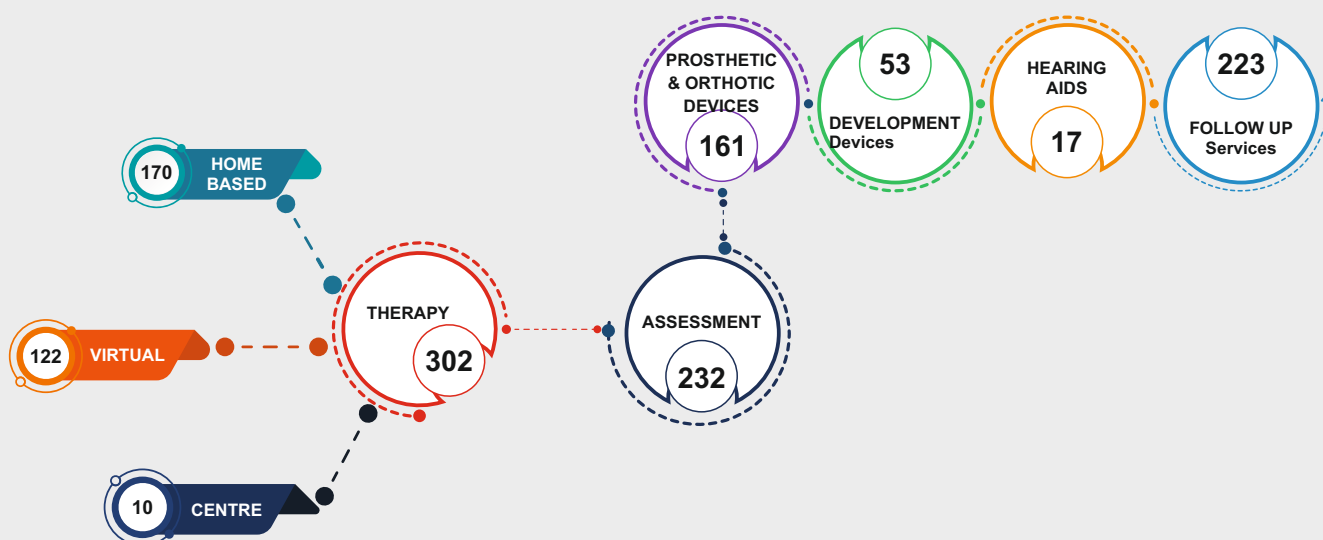 PROSTHETIC
& ORTHOTIC
DEVICES
161
53
DEVELOPMENT
Devices
HEARING
AIDS
17
223
FOLLOW UP
Services
170
HOME
BASED
THERAPY
302
ASSESSMENT
232
122
VIRTUAL
10
CENTRE